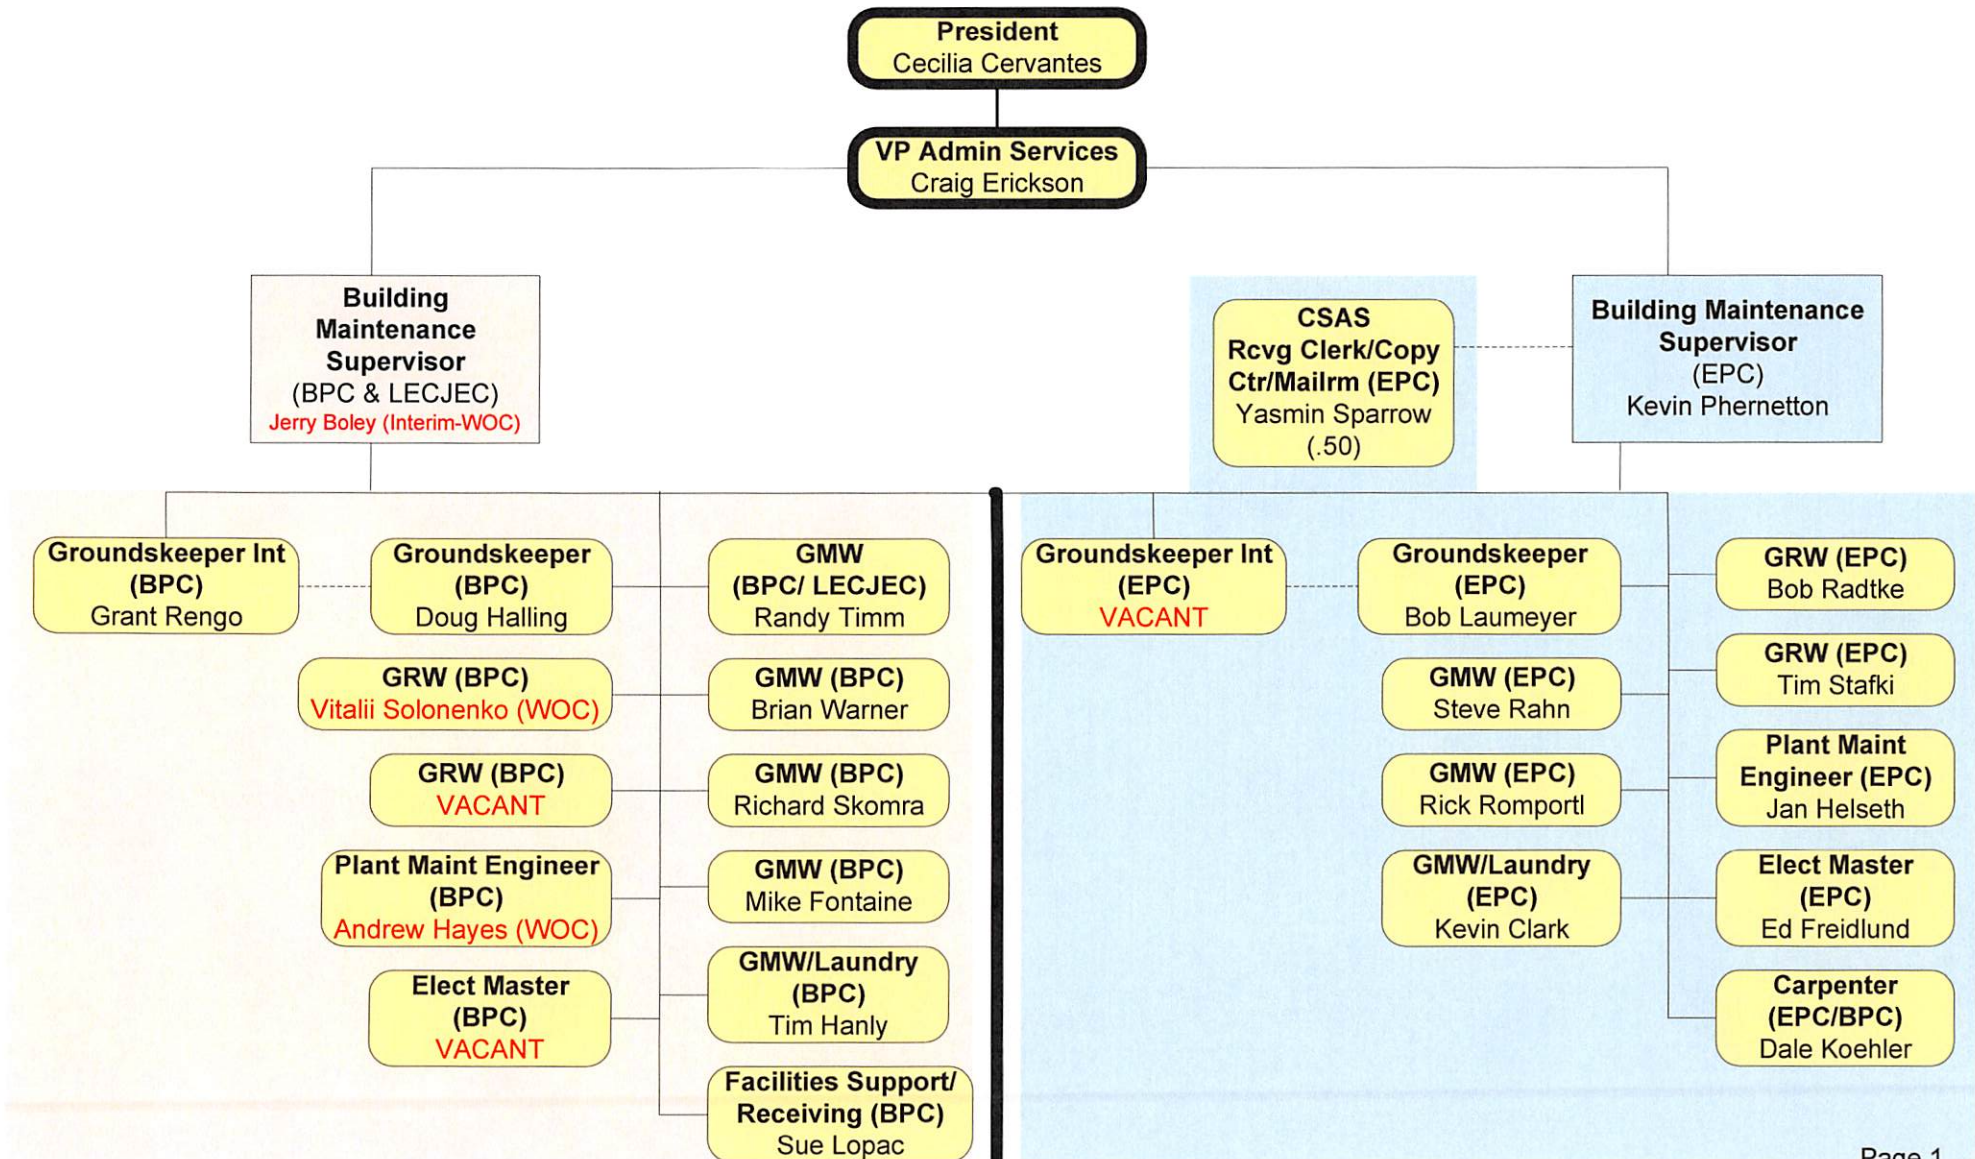 President
Cecilia Cervantes
VP Admin Services
Craig Erickson
Building
Maintenance
Supervisor
(BPC & LECJEC)
Jerry Boley (Interim-WOC)
CSAS
Rcvg Clerk/Copy
Ctr/Mailrm (EPC)
Yasmin Sparrow
(.50)
Building Maintenance
Supervisor
(EPC)
Kevin Phernetton
Groundskeeper Int
(BPC)
Grant Rengo
Groundskeeper
(BPC)
Doug Halling
GRW (BPC)
Vitalii Solonenko (WOC)
GRW (BPC)
VACANT
Plant Maint Engineer
(BPC)
Andrew Hayes (WOC)
Elect Master
(BPC)
VACANT
GMW
(BPC/ LECJEC)
Randy Timm
GMW (BPC)
Brian Warner
GMW (BPC)
Richard Skomra
GMW (BPC)
Mike Fontaine
GMW/Laundry
(BPC)
Tim Hanly
Facilities Support/
Receiving (BPC)
Sue Lopac
Groundskeeper Int
(EPC)
VACANT
Groundskeeper
(EPC)
Bob Laumeyer
GMW (EPC)
Steve Rahn
GMW (EPC)
Rick Romportl
GMW/Laundry
(EPC)
Kevin Clark
GRW (EPC)
Bob Radtke
GRW (EPC)
Tim Stafki
Plant Maint
Engineer (EPC)
Jan Helseth
Elect Master
(EPC)
Ed Freidlund
Carpenter
(EPC/BPC)
Dale Koehler
Page 1